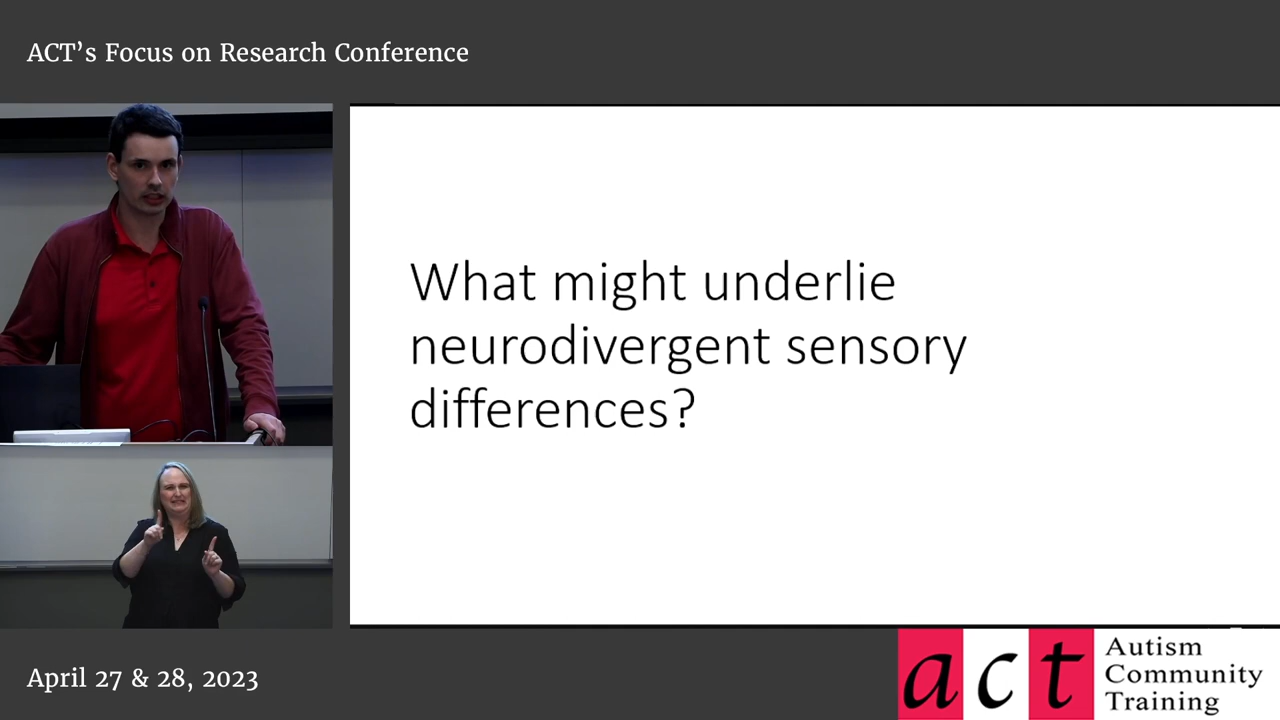 ACT’s Focus on Research Conference
What might underlie
neurodivergent sensory
differences?
April 27 & 28, 2023
act
Autism
Community
Training